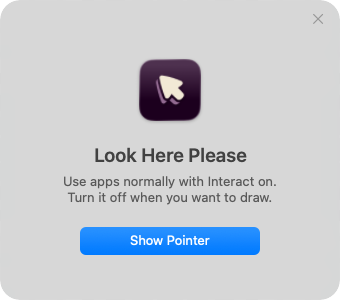 Look Here Please
Use apps normally with Interact on.
Turn it off when you want to draw.
Show Pointer